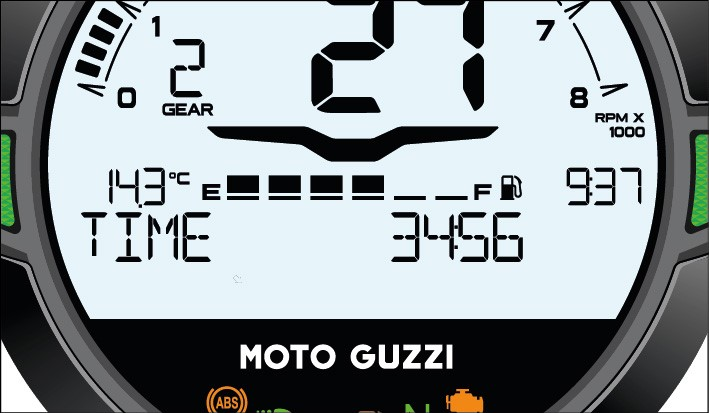 27
1
7
2
0
8
GEAR
RPM X
1000
14.3°C
E
F
9:37
TIME
34:56
MOTO GUZZI
ABS
N